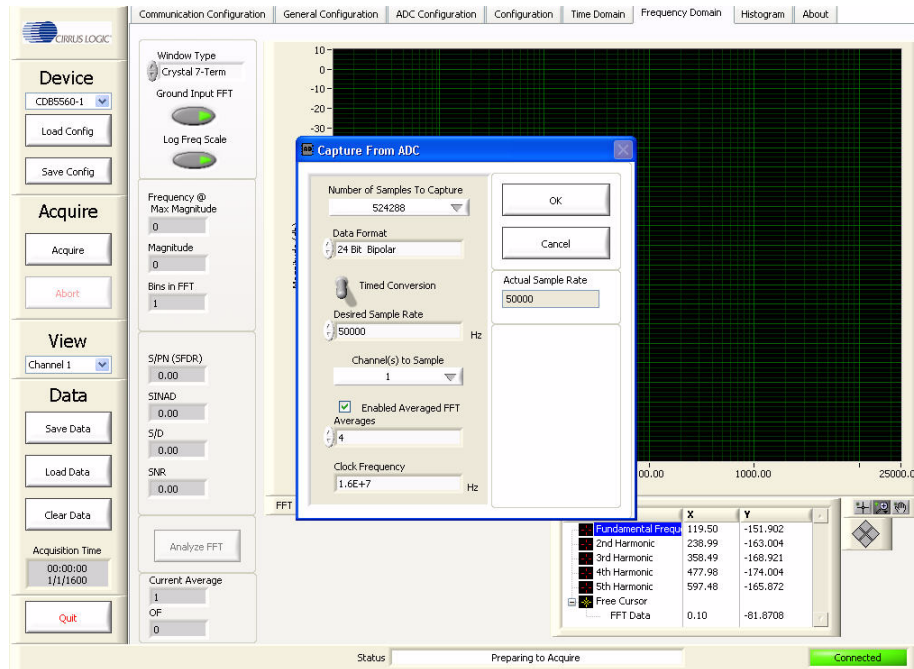 Communication Configuration General Configuration ADC Configuration Configuration Time Domain Frequency Domain Histogram About
CIRRUS LOGIC
Device
CDB5560-1
Load Config
Save Config
Acquire
Acquire
Abort
View
Channel 1
Data
Save Data
Load Data
Clear Data
Acquisition Time
00:00:00
1/1/1600
Quit
Window Type
Crystal 7-Term
Ground Input FFT
Log Freq Scale
Frequency @
Max Magnitude
0
Magnitude
0
Bins in FFT
1
S/PN (SFDR)
0.00
SINAD
0.00
S/D
0.00
SNR
0.00
Analyze FFT
Current Average
1
OF
0
10
0
-10
-20
-30
Capture From ADC
Number of Samples To Capture
524288
Data Format
24 Bit Bipolar
Timed Conversion
Desired Sample Rate
50000 Hz
Channel(s) to Sample
1
Enabled Averaged FFT
Averages
4
Clock Frequency
1.6E+7 Hz
OK
Cancel
Actual Sample Rate
50000
00.00 1000.00 25000.0
FFT
X Y
Fundamental Frequ 119.50 -151.902
2nd Harmonic 238.99 -163.004
3rd Harmonic 358.49 -168.921
4th Harmonic 477.98 -174.004
5th Harmonic 597.48 -165.872
Free Cursor
FFT Data 0.10 -81.8708
Status Preparing to Acquire Connected